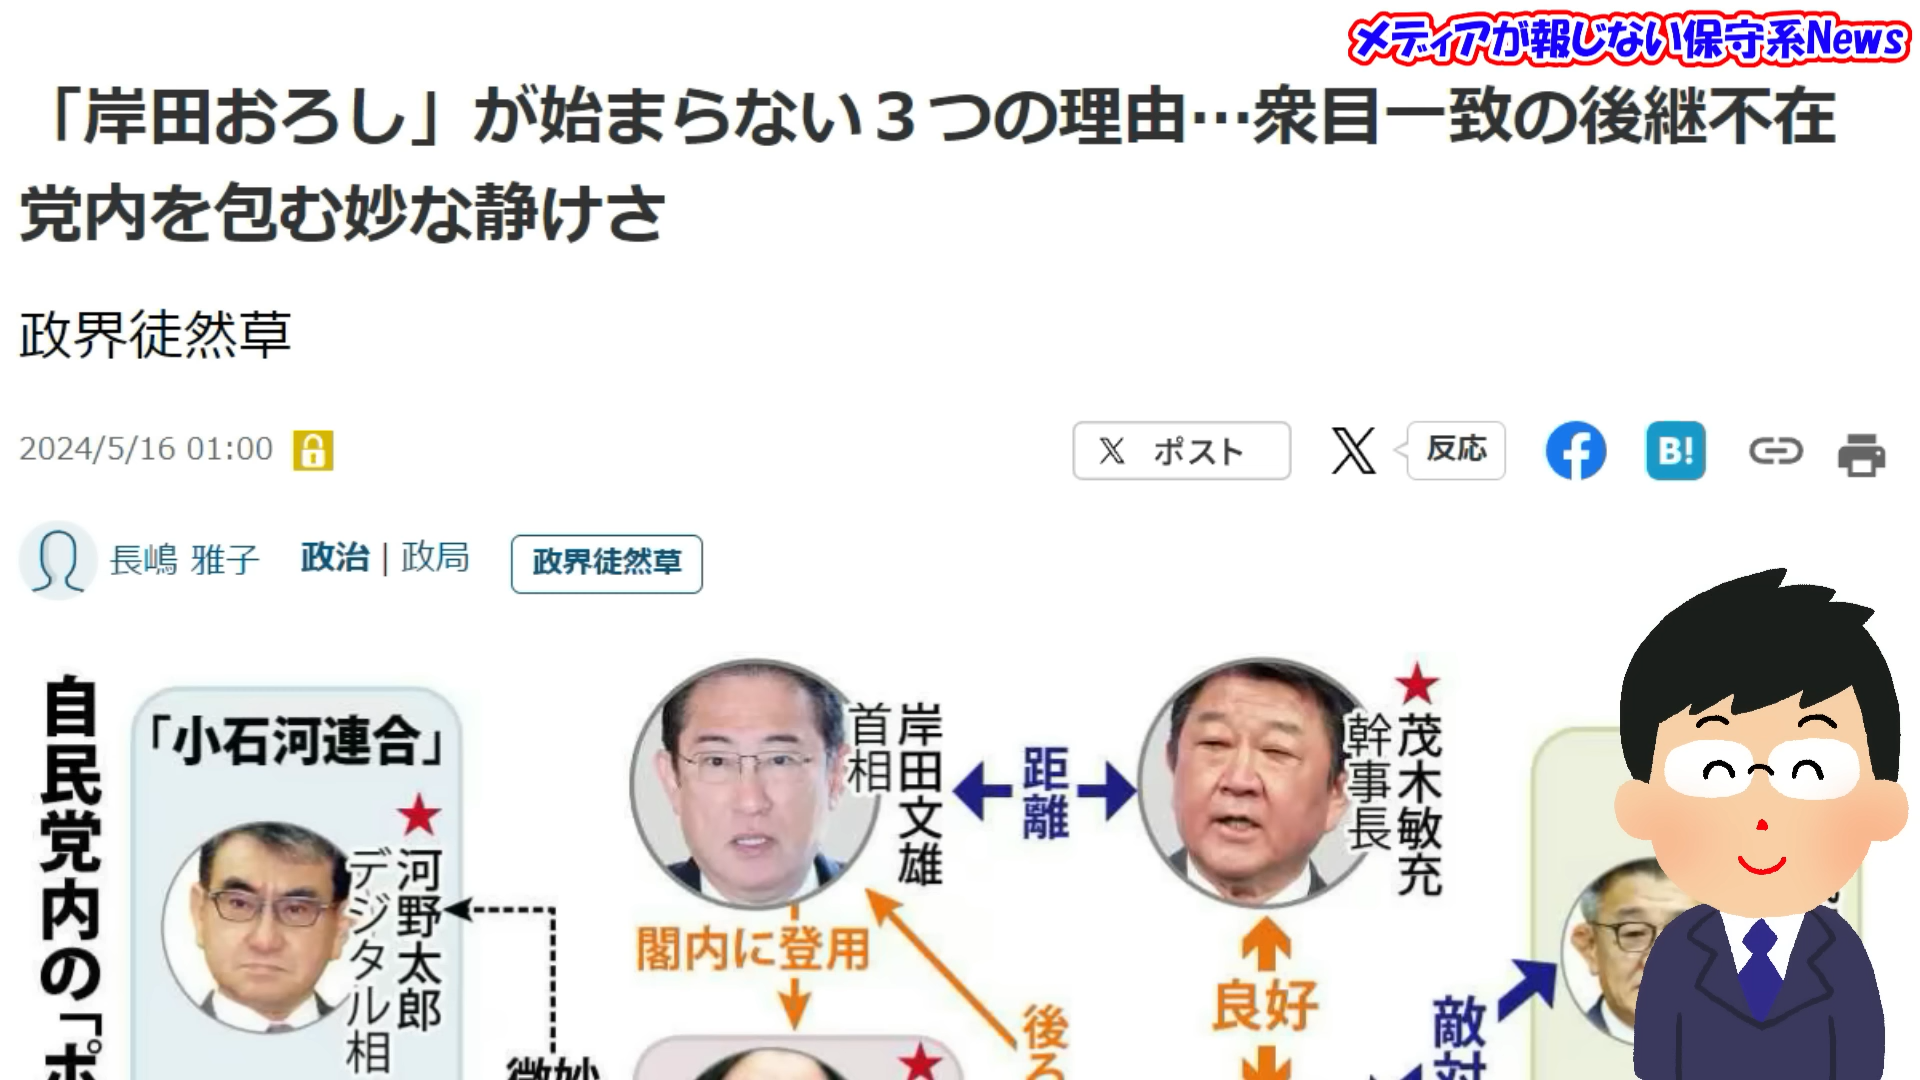 メディアが報じない保守系News
「岸田おろし」が始まらない３つの理由…衆目一致の後継不在
党内を包む妙な静けさ
政界徒然草
2024/5/16 01:00
ポスト
反応
B!
長嶋 雅子 政治 | 政局 政界徒然草
自民党内の「ポ
「小石河連合」
河野太郎
デジタル相
微妙
岸田文雄
首相
距離
茂木敏充
幹事長
閣内に登用
後ろ
良好
敵対